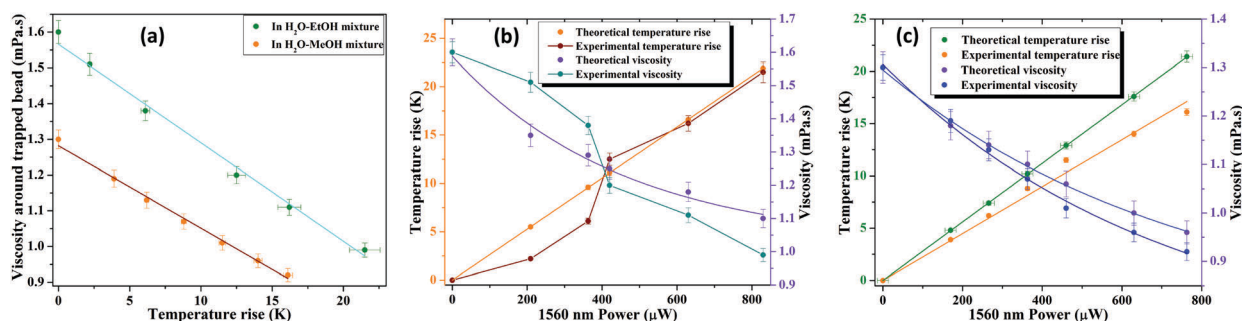 (a)
In H₂O-EtOH mixture
In H₂O-MeOH mixture
Viscosity around trapped bead (mPa.s)
1.6
1.5
1.4
1.3
1.2
1.1
1.0
0.9
0 5 10 15 20
Temperature rise (K)
(b)
Theoretical temperature rise
Experimental temperature rise
Theoretical viscosity
Experimental viscosity
Temperature rise (K)
25
20
15
10
5
0
Viscosity (mPa.s)
1.7
1.6
1.5
1.4
1.3
1.2
1.1
1.0
0.9
0 200 400 600 800
1560 nm Power (μW)
(c)
Theoretical temperature rise
Experimental temperature rise
Theoretical viscosity
Experimental viscosity
Temperature rise (K)
25
20
15
10
5
0
Viscosity (mPa.s)
1.4
1.3
1.2
1.1
1.0
0.9
0 200 400 600 800
1560 nm Power (μW)